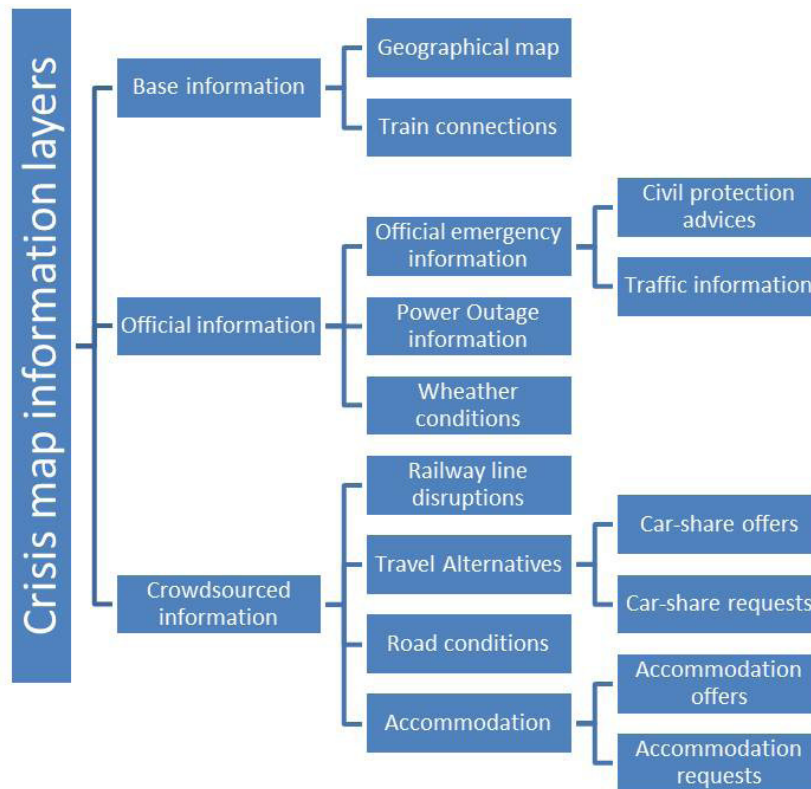 Crisis map information layers
Base information
Geographical map
Train connections
Official information
Official emergency
information
Civil protection
advices
Traffic information
Power Outage
information
Wheather
conditions
Crowdsourced
information
Railway line
disruptions
Travel Alternatives
Car-share offers
Car-share requests
Road conditions
Accommodation
Accommodation
offers
Accommodation
requests